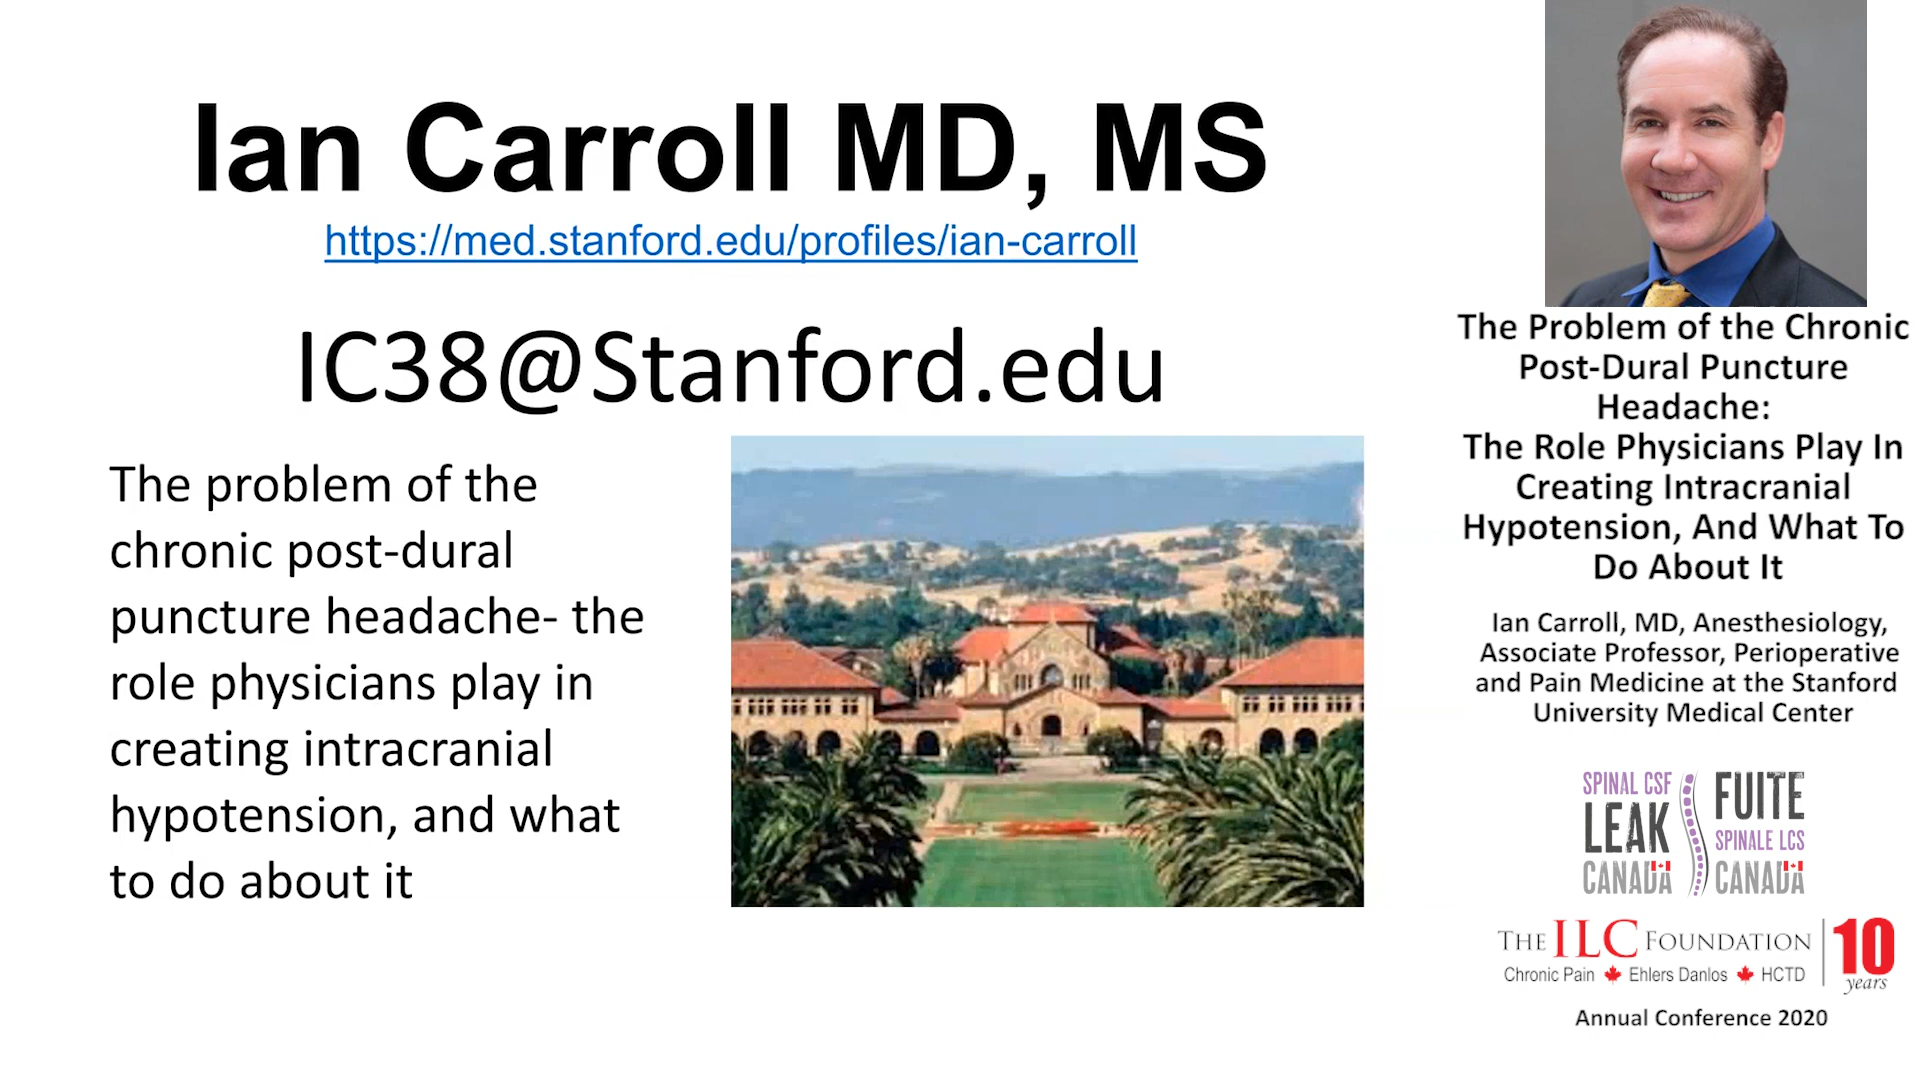 Ian Carroll MD, MS
https://med.stanford.edu/profiles/ian-carroll
IC38@Stanford.edu
The problem of the
chronic post-dural
puncture headache- the
role physicians play in
creating intracranial
hypotension, and what
to do about it
The Problem of the Chronic
Post-Dural Puncture
Headache:
The Role Physicians Play In
Creating Intracranial
Hypotension, And What To
Do About It
Ian Carroll, MD, Anesthesiology,
Associate Professor, Perioperative
and Pain Medicine at the Stanford
University Medical Center
SPINAL CSF
LEAK
CANADA
FUITE
SPINALE LCS
CANADA
THE ILC FOUNDATION
Chronic Pain Ehlers Danlos HCTD
10
years
Annual Conference 2020